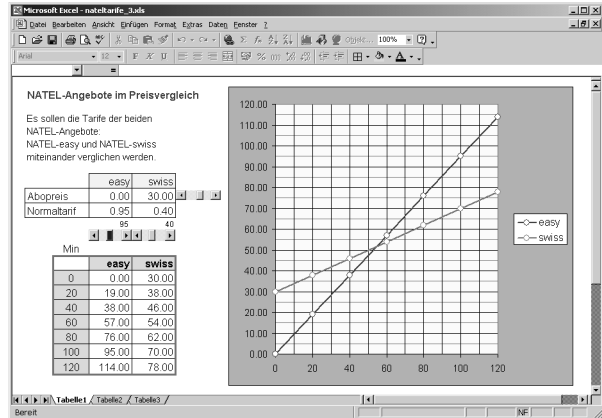 Microsoft Excel - nateltarife_3.xls
Datei Bearbeiten Ansicht Einfügen Format Extras Daten Fenster ?
100%
Arial 12 F K U
=
NATEL-Angebote im Preisvergleich
Es sollen die Tarife der beiden
NATEL-Angebote:
NATEL-easy und NATEL-swiss
miteinander verglichen werden.
easy swiss
Abopreis 0.00 30.00
Normaltarif 0.95 0.40
95 40
Min
easy swiss
0 0.00 30.00
20 19.00 38.00
40 38.00 46.00
60 57.00 54.00
80 76.00 62.00
100 95.00 70.00
120 114.00 78.00
120.00
110.00
100.00
90.00
80.00
70.00
60.00
50.00
40.00
30.00
20.00
10.00
0.00
0 20 40 60 80 100 120
easy
swiss
Tabelle1 Tabelle2 Tabelle3
Bereit NF